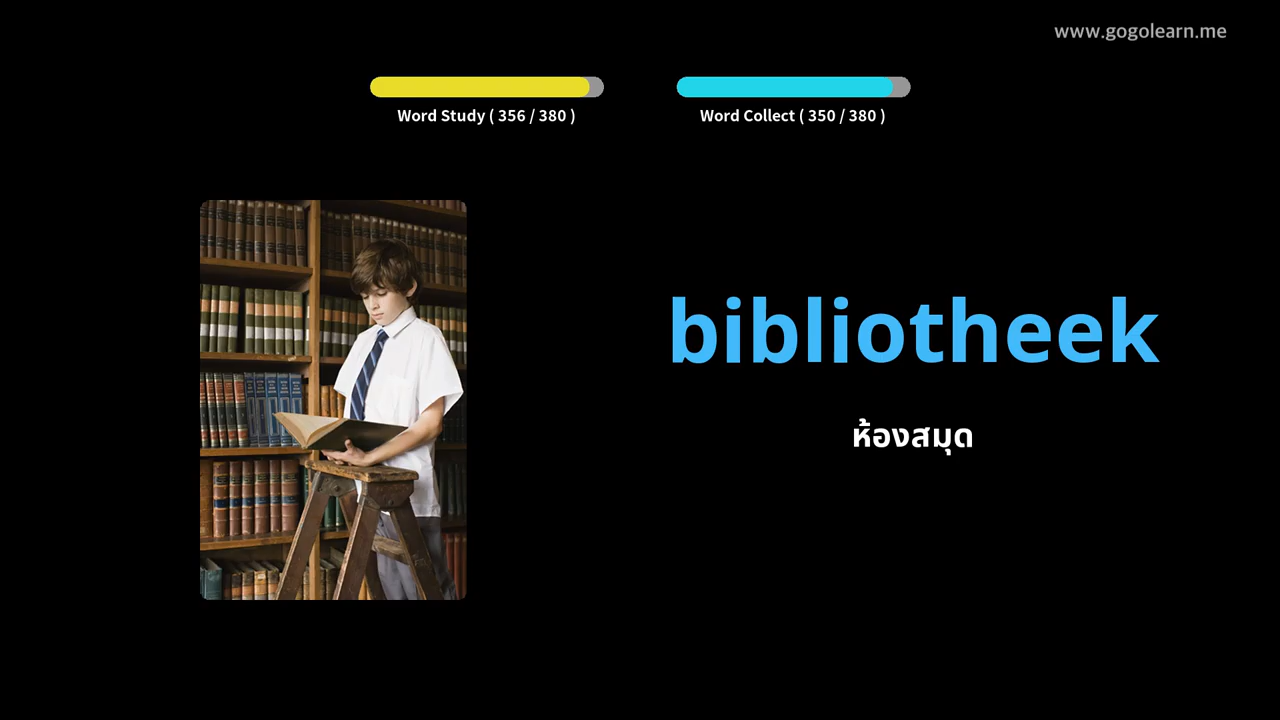 www.gogolearn.me
Word Study ( 356 / 380 )
Word Collect ( 350 / 380 )
bibliotheek
ห้องสมุด